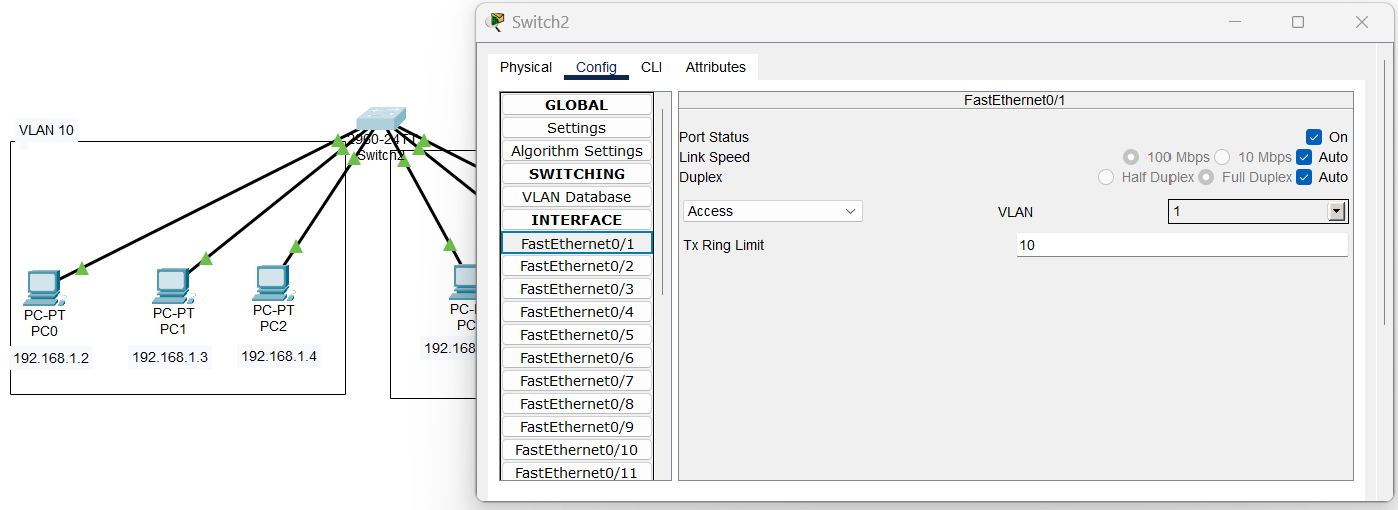 VLAN 10
2960-24TT
Switch2
PC-PT
PC0
PC-PT
PC1
PC-PT
PC2
192.168.1.2
192.168.1.3
192.168.1.4
Switch2
Physical Config CLI Attributes
GLOBAL
Settings
Algorithm Settings
SWITCHING
VLAN Database
INTERFACE
FastEthernet0/1
FastEthernet0/2
FastEthernet0/3
FastEthernet0/4
FastEthernet0/5
FastEthernet0/6
FastEthernet0/7
FastEthernet0/8
FastEthernet0/9
FastEthernet0/10
FastEthernet0/11
FastEthernet0/1
Port Status On
Link Speed 100 Mbps 10 Mbps Auto
Duplex Half Duplex Full Duplex Auto
Access VLAN 1
Tx Ring Limit 10